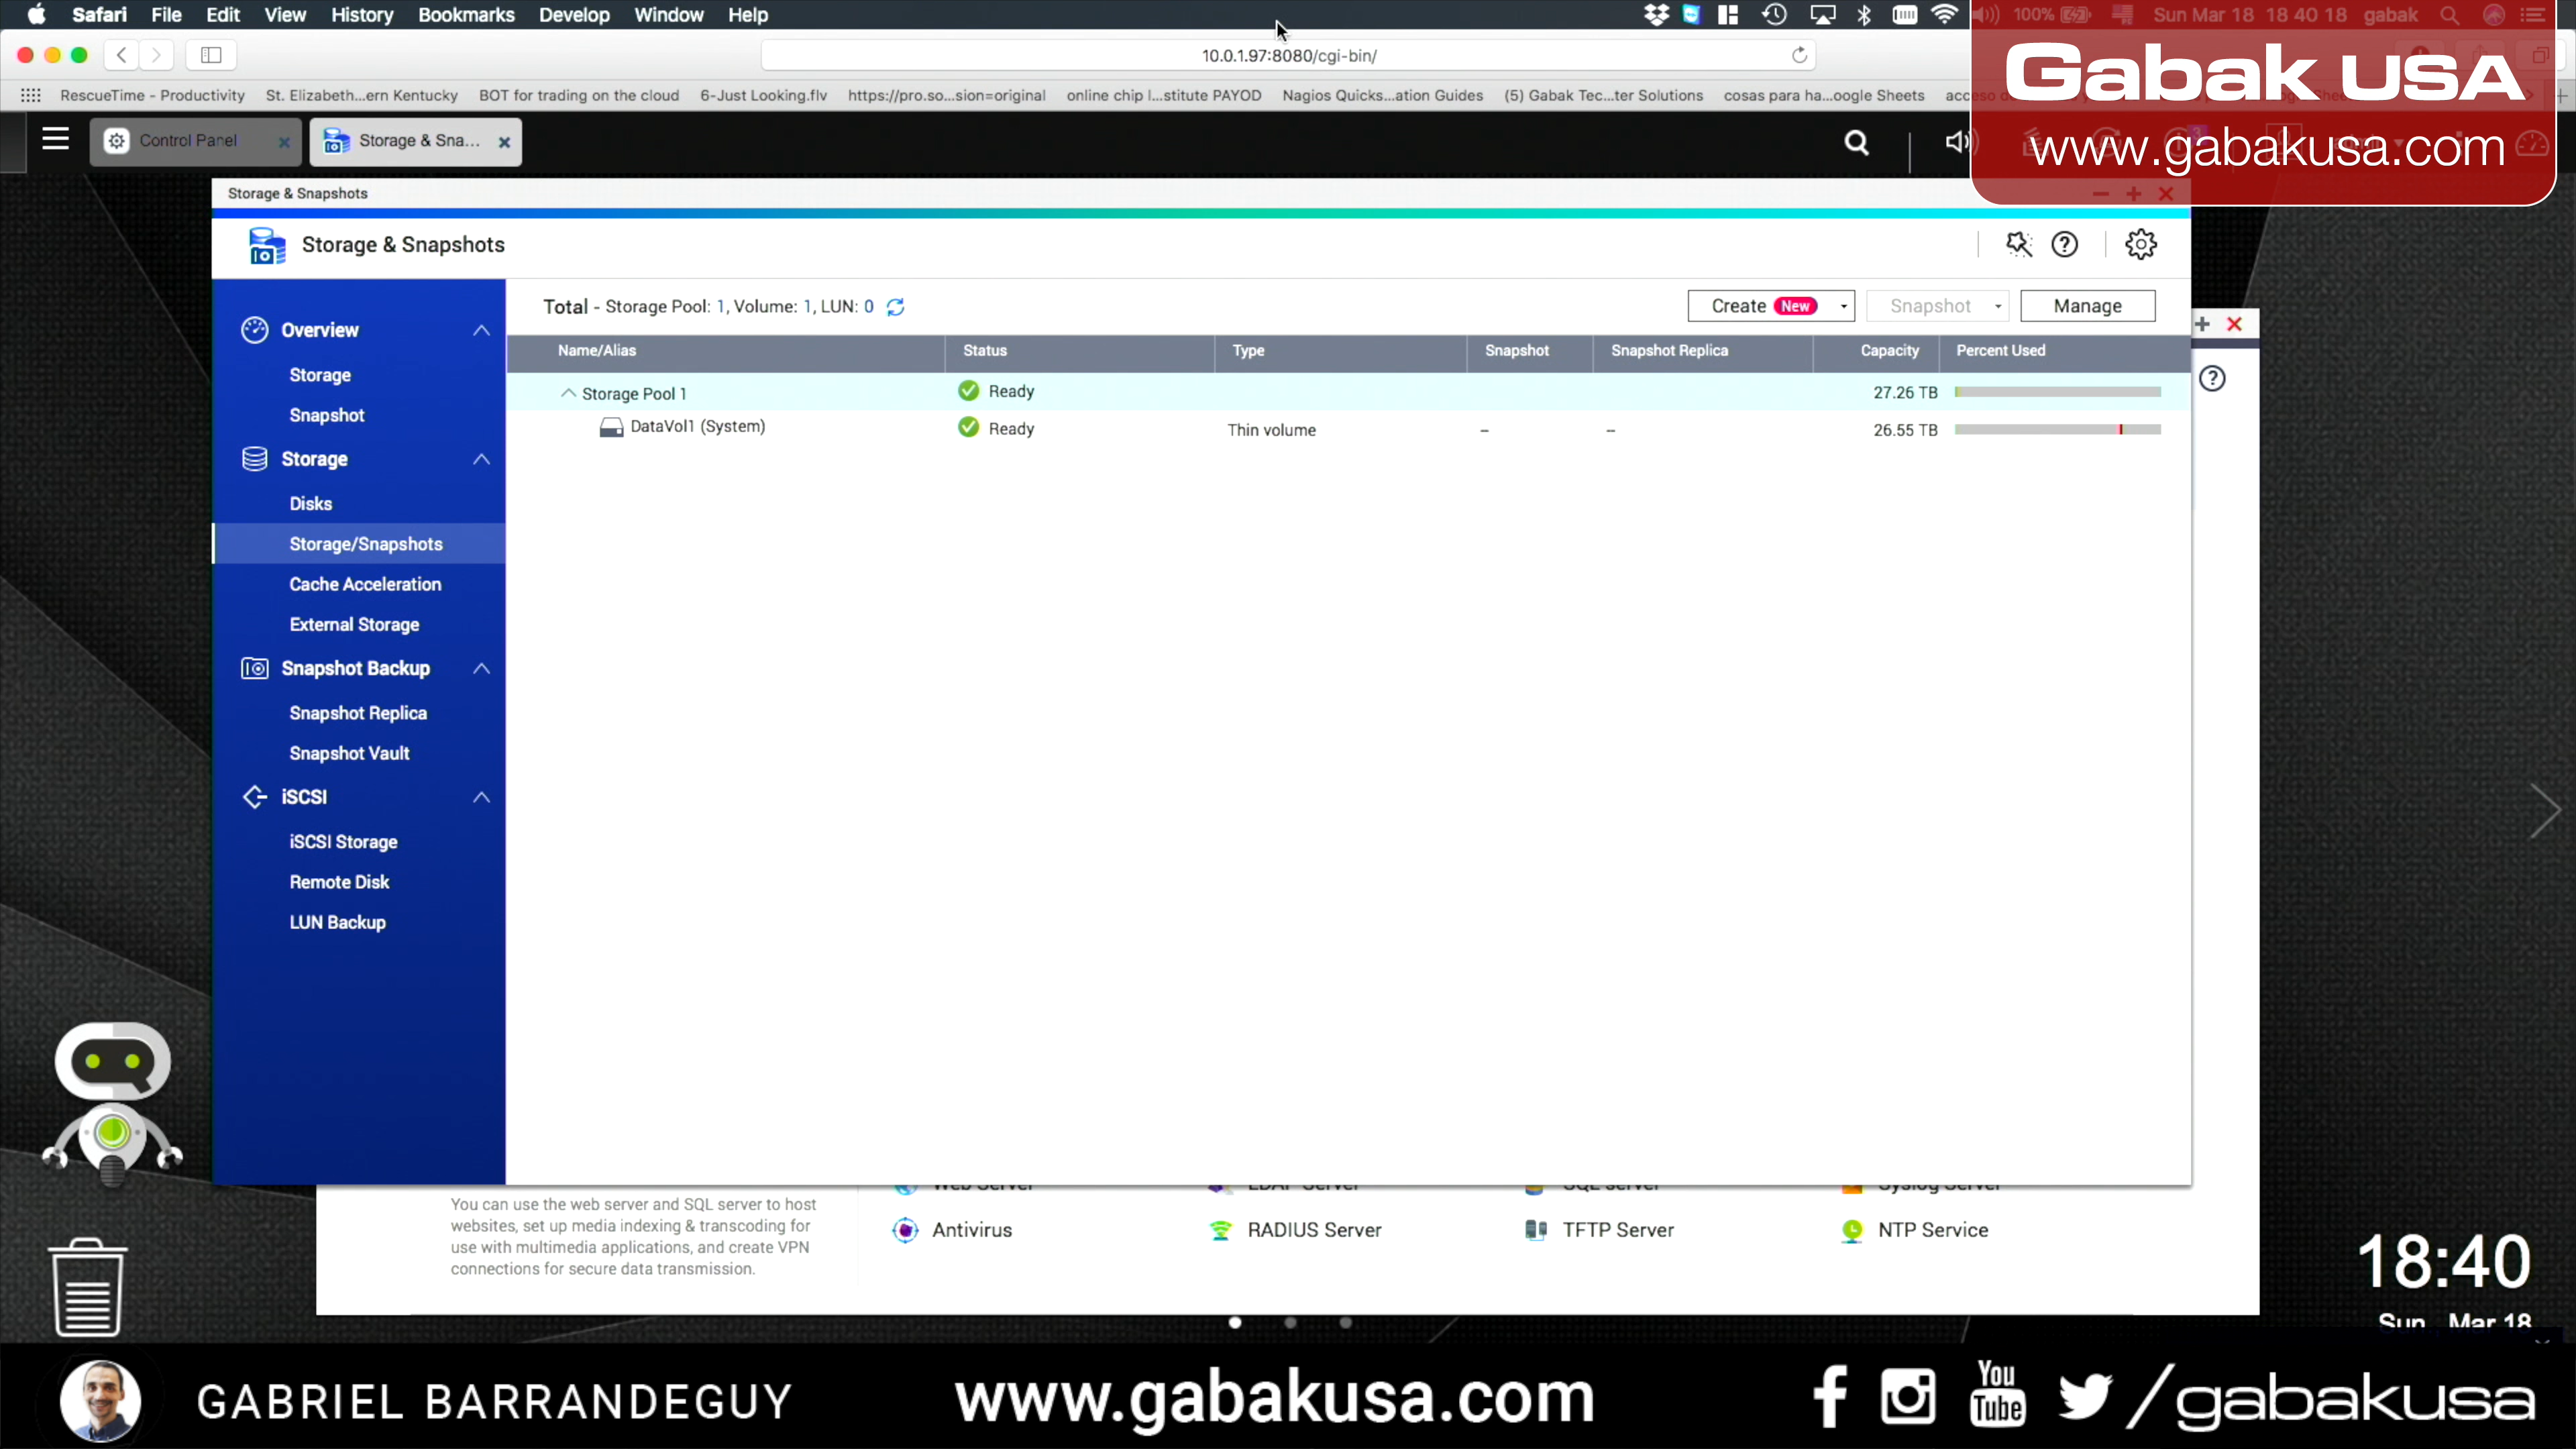 Safari File Edit View History Bookmarks Develop Window Help
100% Sun Mar 18 18 40 18 gabak
10.0.1.97:8080/cgi-bin/
RescueTime - Productivity St. Elizabeth...ern Kentucky BOT for trading on the cloud 6-Just Looking.flv https://pro.so...sion=original online chip l...stitute PAYOD Nagios Quicks...ation Guides (5) Gabak Tec...ter Solutions cosas para ha...oogle Sheets
Gabak USA
www.gabakusa.com
Control Panel
Storage & Sna...
Storage & Snapshots
Storage & Snapshots
Overview
Storage
Snapshot
Storage
Disks
Storage/Snapshots
Cache Acceleration
External Storage
Snapshot Backup
Snapshot Replica
Snapshot Vault
iSCSI
iSCSI Storage
Remote Disk
LUN Backup
Total - Storage Pool: 1, Volume: 1, LUN: 0
Create New
Snapshot
Manage
Name/Alias Status Type Snapshot Snapshot Replica Capacity Percent Used
Storage Pool 1 Ready 27.26 TB
DataVol1 (System) Ready Thin volume -- -- 26.55 TB
You can use the web server and SQL server to host
websites, set up media indexing & transcoding for
use with multimedia applications, and create VPN
connections for secure data transmission.
Web Server LDAP Server SQL server Syslog Server
Antivirus RADIUS Server TFTP Server NTP Service
18:40
Sun., Mar 18
GABRIEL BARRANDEGUY
www.gabakusa.com
You
Tube
/gabakusa